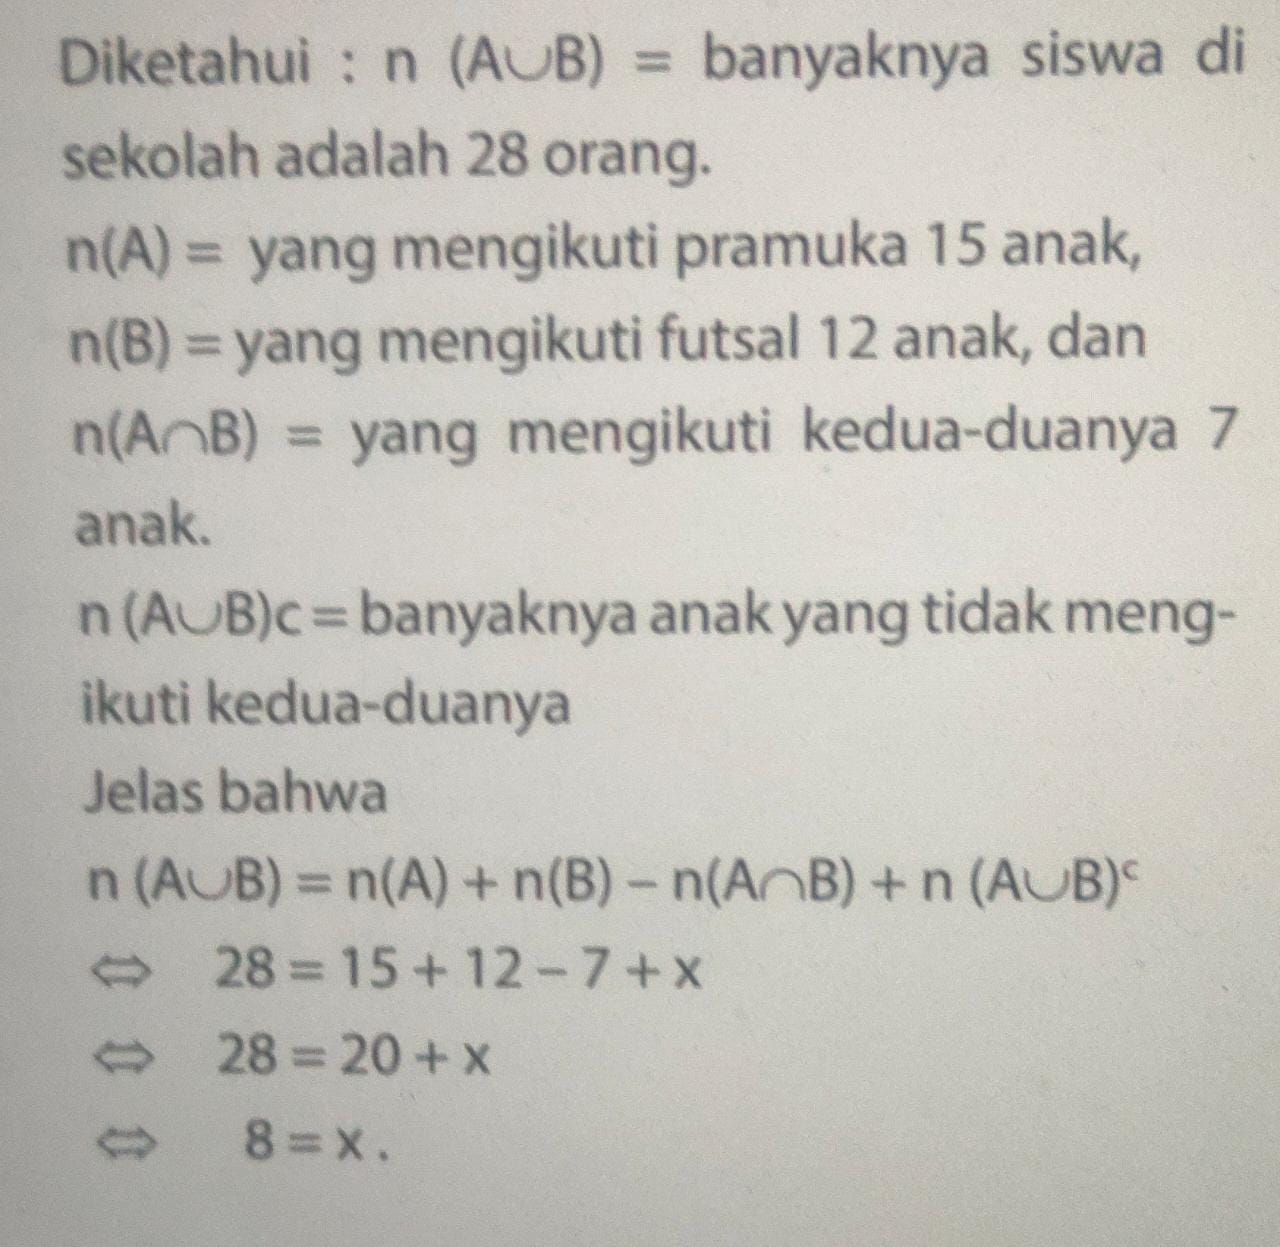 Diketahui : n (A∪B) = banyaknya siswa di
sekolah adalah 28 orang.
n(A) = yang mengikuti pramuka 15 anak,
n(B) = yang mengikuti futsal 12 anak, dan
n(A∩B) = yang mengikuti kedua-duanya 7
anak.
n (A∪B)c = banyaknya anak yang tidak meng-
ikuti kedua-duanya
Jelas bahwa
n (A∪B) = n(A) + n(B) – n(A∩B) + n (A∪B)ᶜ
⇔ 28 = 15 + 12 – 7 + x
⇔ 28 = 20 + x
⇔ 8 = x .